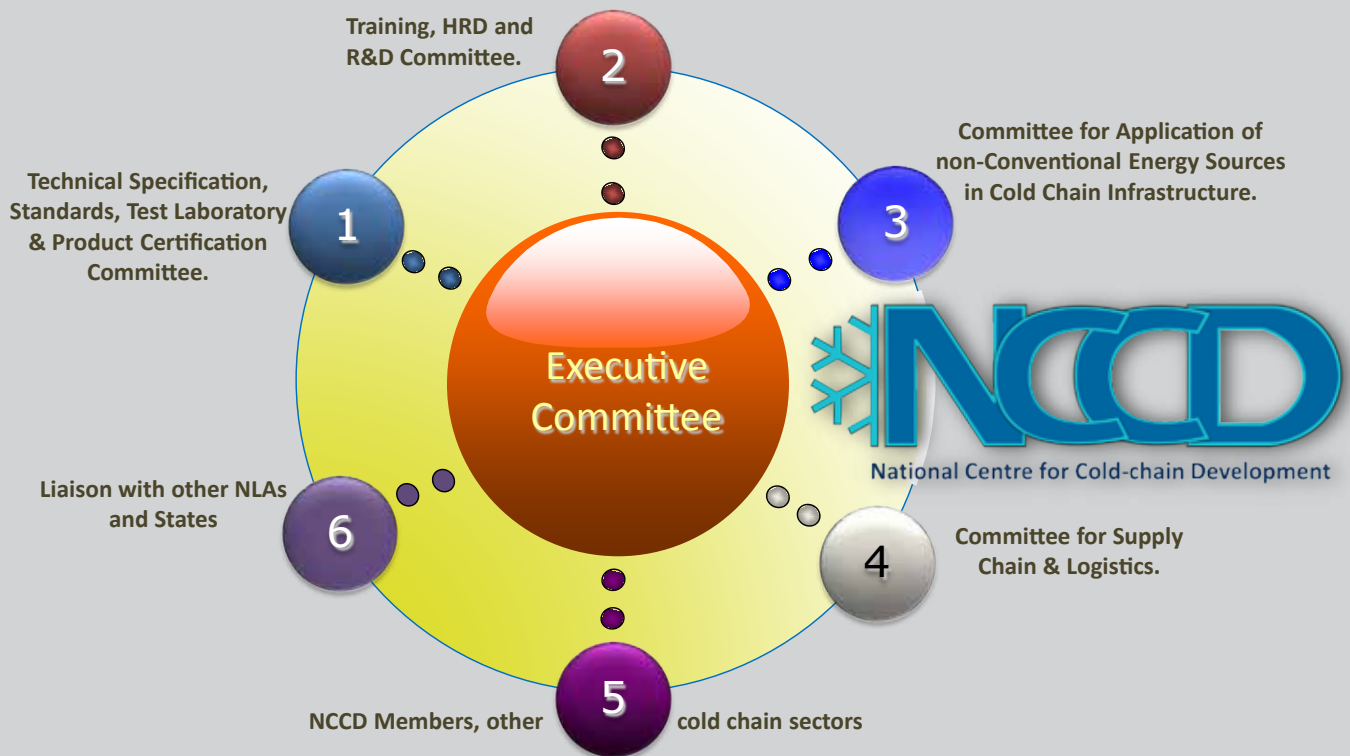 Training, HRD and
R&D Committee.
2
Committee for Application of
non-Conventional Energy Sources
in Cold Chain Infrastructure.
3
Technical Specification,
Standards, Test Laboratory
& Product Certification
Committee.
1
Executive
Committee
NCCD
National Centre for Cold-chain Development
Liaison with other NLAs
and States
6
4
Committee for Supply
Chain & Logistics.
5
NCCD Members, other cold chain sectors